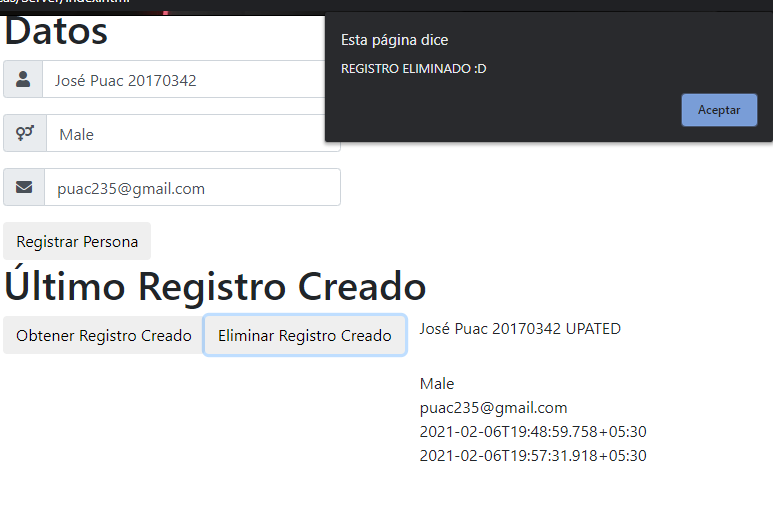 Datos
Esta página dice
REGISTRO ELIMINADO :D
Aceptar
José Puac 20170342
Male
puac235@gmail.com
Registrar Persona
Último Registro Creado
Obtener Registro Creado
Eliminar Registro Creado
José Puac 20170342 UPATED
Male
puac235@gmail.com
2021-02-06T19:48:59.758+05:30
2021-02-06T19:57:31.918+05:30